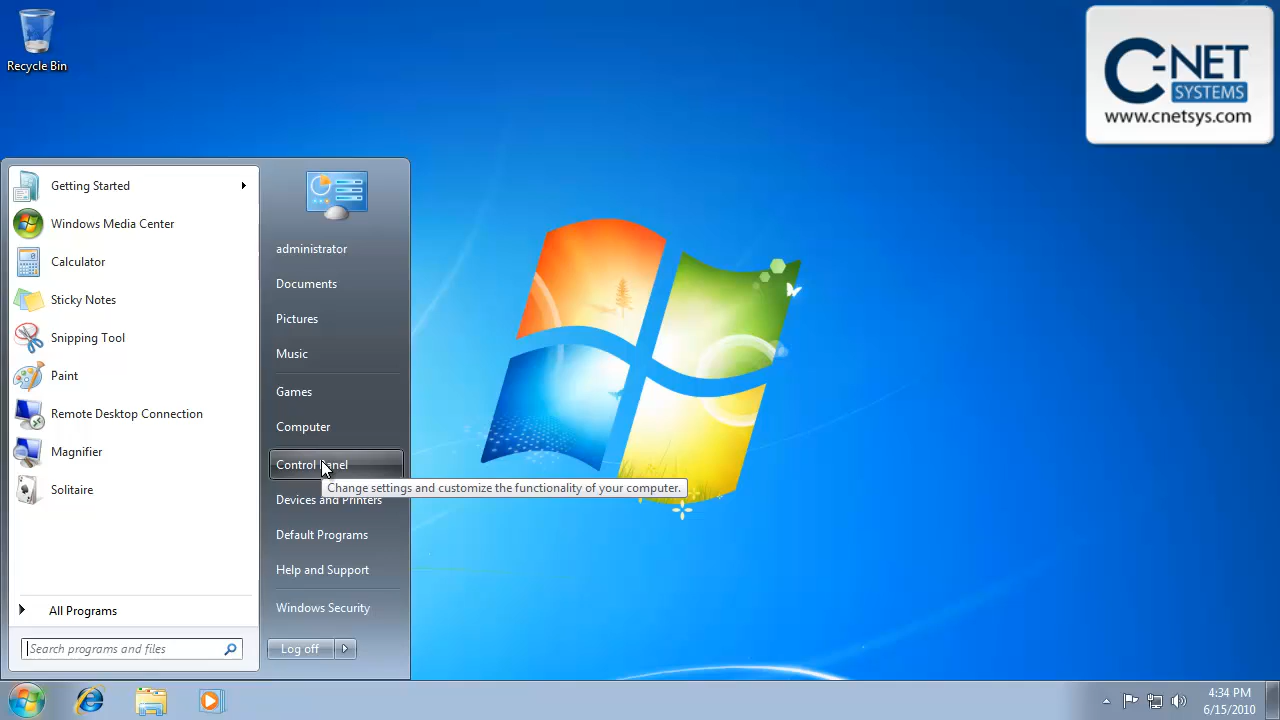 Recycle Bin
C-NET
SYSTEMS
www.cnetsys.com
Getting Started
Windows Media Center
Calculator
Sticky Notes
Snipping Tool
Paint
Remote Desktop Connection
Magnifier
Solitaire
All Programs
Search programs and files
administrator
Documents
Pictures
Music
Games
Computer
Control Panel
Change settings and customize the functionality of your computer.
Devices and Printers
Default Programs
Help and Support
Windows Security
Log off
4:34 PM
6/15/2010